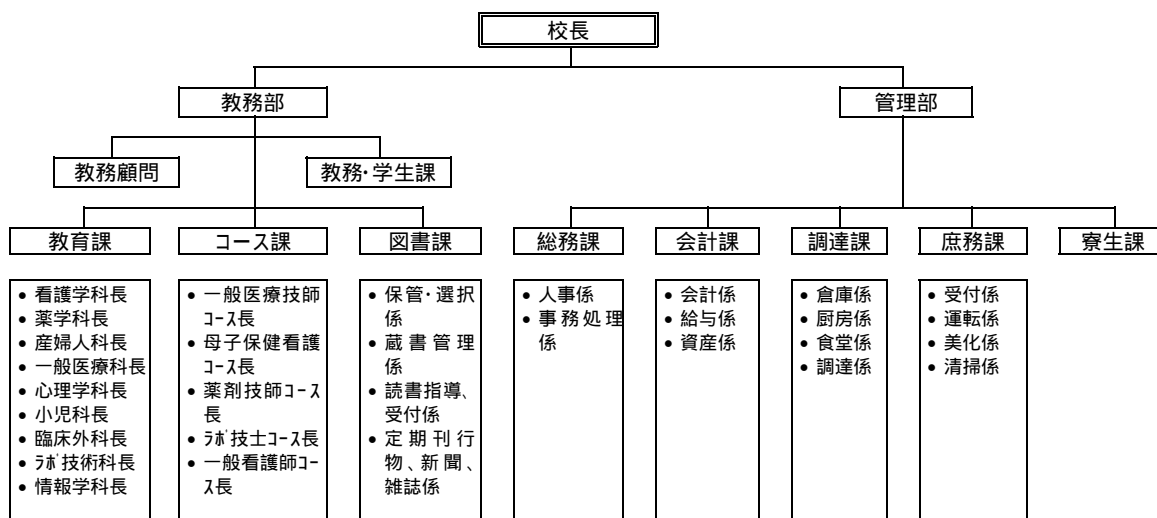 校長
教務部
管理部
教務顧問
教務・学生課
教育課
コース課
図書課
総務課
会計課
調達課
庶務課
寮生課
• 看護学科長
• 薬学科長
• 産婦人科長
• 一般医療科長
• 心理学科長
• 小児科長
• 臨床外科長
• ﾗﾎﾞ技術科長
• 情報学科長
• 一般医療技師
ｺｰｽ長
• 母子保健看護
ｺｰｽ長
• 薬剤技師ｺｰｽ
長
• ﾗﾎﾞ技士ｺｰｽ長
• 一般看護師ｺｰ
ｽ長
• 保管・選択
係
• 蔵書管理
係
• 読書指導、
受付係
• 定期刊行
物、新聞、
雑誌係
• 人事係
• 事務処理
係
• 会計係
• 給与係
• 資産係
• 倉庫係
• 厨房係
• 食堂係
• 調達係
• 受付係
• 運転係
• 美化係
• 清掃係